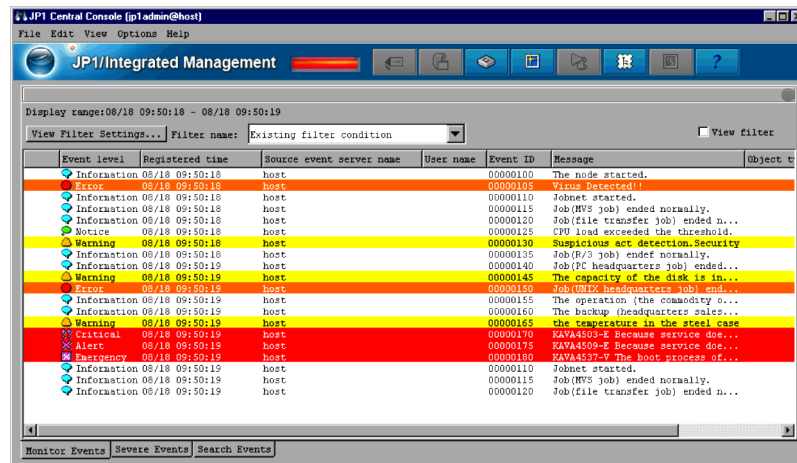 JP1 Central Console (jp1admin@host)
File Edit View Options Help
JP1/Integrated Management
?
Display range:08/18 09:50:18 - 08/18 09:50:19
View Filter Settings... Filter name: Existing filter condition View filter
Event level Registered time Source event server name User name Event ID Message Object t
Information 08/18 09:50:18 host 00000100 The node started.
Error 08/18 09:50:18 host 00000105 Virus Detected!!
Information 08/18 09:50:18 host 00000110 Jobnet started.
Information 08/18 09:50:18 host 00000115 Job(MVS job) ended normally.
Information 08/18 09:50:18 host 00000120 Job(file transfer job) ended n...
Notice 08/18 09:50:18 host 00000125 CPU load exceeded the threshold.
Warning 08/18 09:50:18 host 00000130 Suspicious act detection.Security
Information 08/18 09:50:18 host 00000135 Job(R/3 job) endef normally.
Information 08/18 09:50:19 host 00000140 Job(PC headquarters job) ended...
Warning 08/18 09:50:19 host 00000145 The capacity of the disk is in...
Error 08/18 09:50:19 host 00000150 Job(UNIX headquarters job) end...
Information 08/18 09:50:19 host 00000155 The operation (the commodity o...
Information 08/18 09:50:19 host 00000160 The backup (headquarters sales...
Warning 08/18 09:50:19 host 00000165 the temperature in the steel case
Critical 08/18 09:50:19 host 00000170 KAVA4503-E Because service doe...
Alert 08/18 09:50:19 host 00000175 KAVA4509-E Because service doe...
Emergency 08/18 09:50:19 host 00000180 KAVA4537-V The boot process of...
Information 08/18 09:50:19 host 00000110 Jobnet started.
Information 08/18 09:50:19 host 00000115 Job(MVS job) ended normally.
Information 08/18 09:50:19 host 00000120 Job(file transfer job) ended n...
Monitor Events Severe Events Search Events